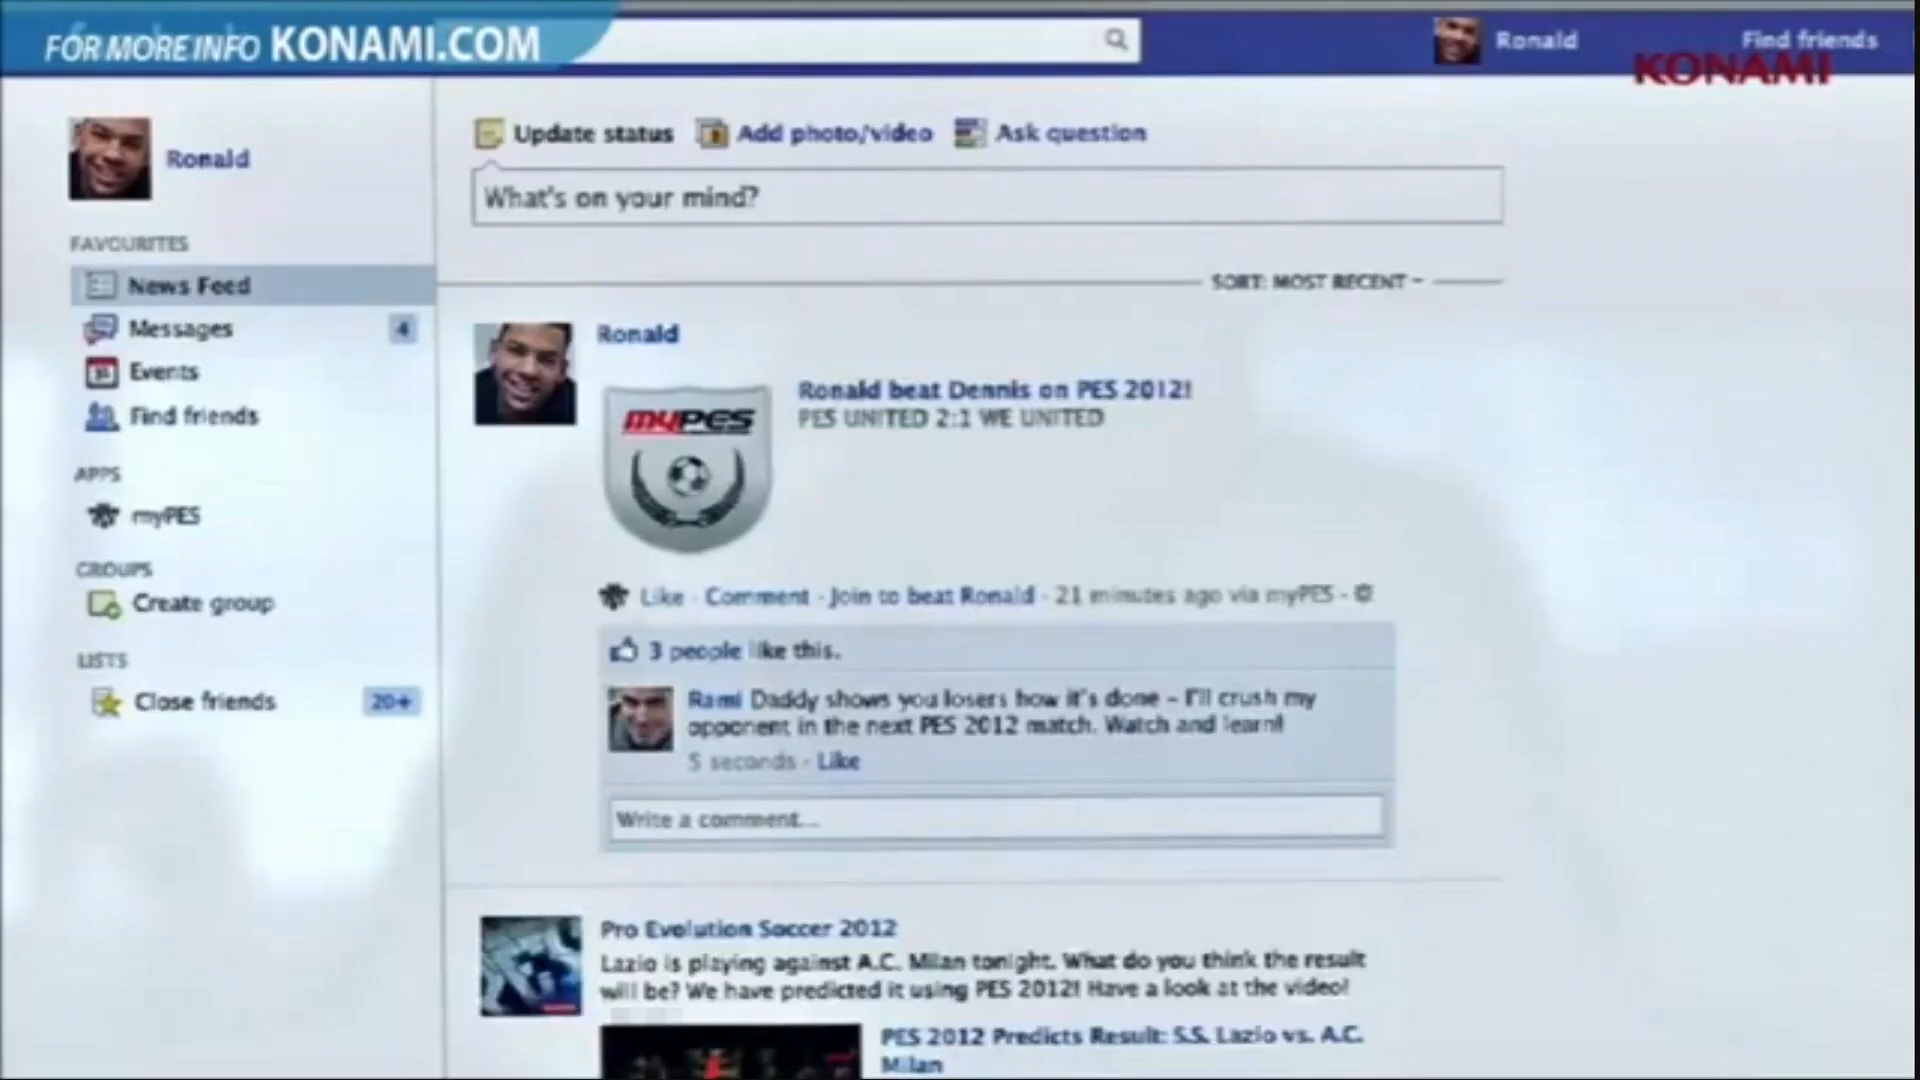 FOR MORE INFO KONAMI.COM
Ronald
Find friends
KONAMI
Ronald
Update status
Add photo/video
Ask question
What's on your mind?
FAVOURITES
News Feed
Messages 4
Events
Find friends
APPS
myPES
GROUPS
Create group
LISTS
Close friends 20+
SORT: MOST RECENT
Ronald
myPES
Ronald beat Dennis on PES 2012!
PES UNITED 2:1 WE UNITED
Like · Comment · Join to beat Ronald · 21 minutes ago via myPES ·
3 people like this.
Rami Daddy shows you losers how it's done – I'll crush my
opponent in the next PES 2012 match. Watch and learn!
5 seconds · Like
Write a comment...
Pro Evolution Soccer 2012
Lazio is playing against A.C. Milan tonight. What do you think the result
will be? We have predicted it using PES 2012! Have a look at the video!
PES 2012 Predicts Result: S.S. Lazio vs. A.C.
Milan